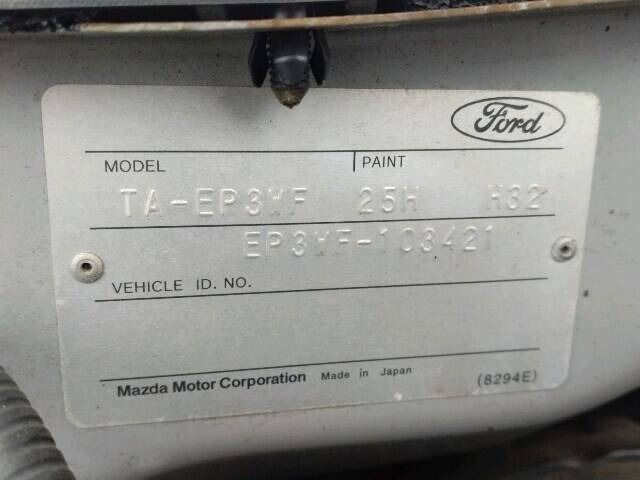 Ford
MODEL PAINT
TA-EP3WF 25H H32
EP3WF-103421
VEHICLE ID. NO.
Mazda Motor Corporation Made in Japan (8294E)